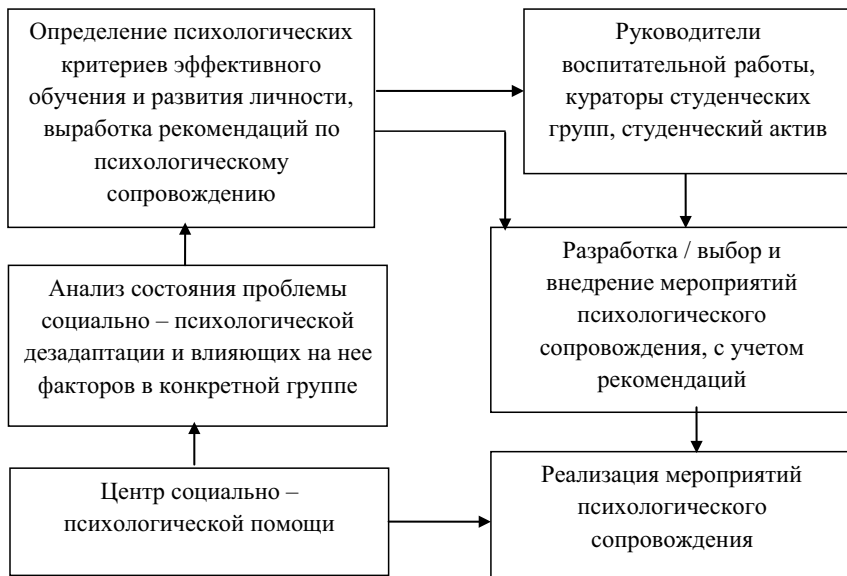 Определение психологических
критериев эффективного
обучения и развития личности,
выработка рекомендаций по
психологическому
сопровождению
Руководители
воспитательной работы,
кураторы студенческих
групп, студенческий актив
Анализ состояния проблемы
социально – психологической
дезадаптации и влияющих на нее
факторов в конкретной группе
Разработка / выбор и
внедрение мероприятий
психологического
сопровождения, с учетом
рекомендаций
Центр социально –
психологической помощи
Реализация мероприятий
психологического
сопровождения